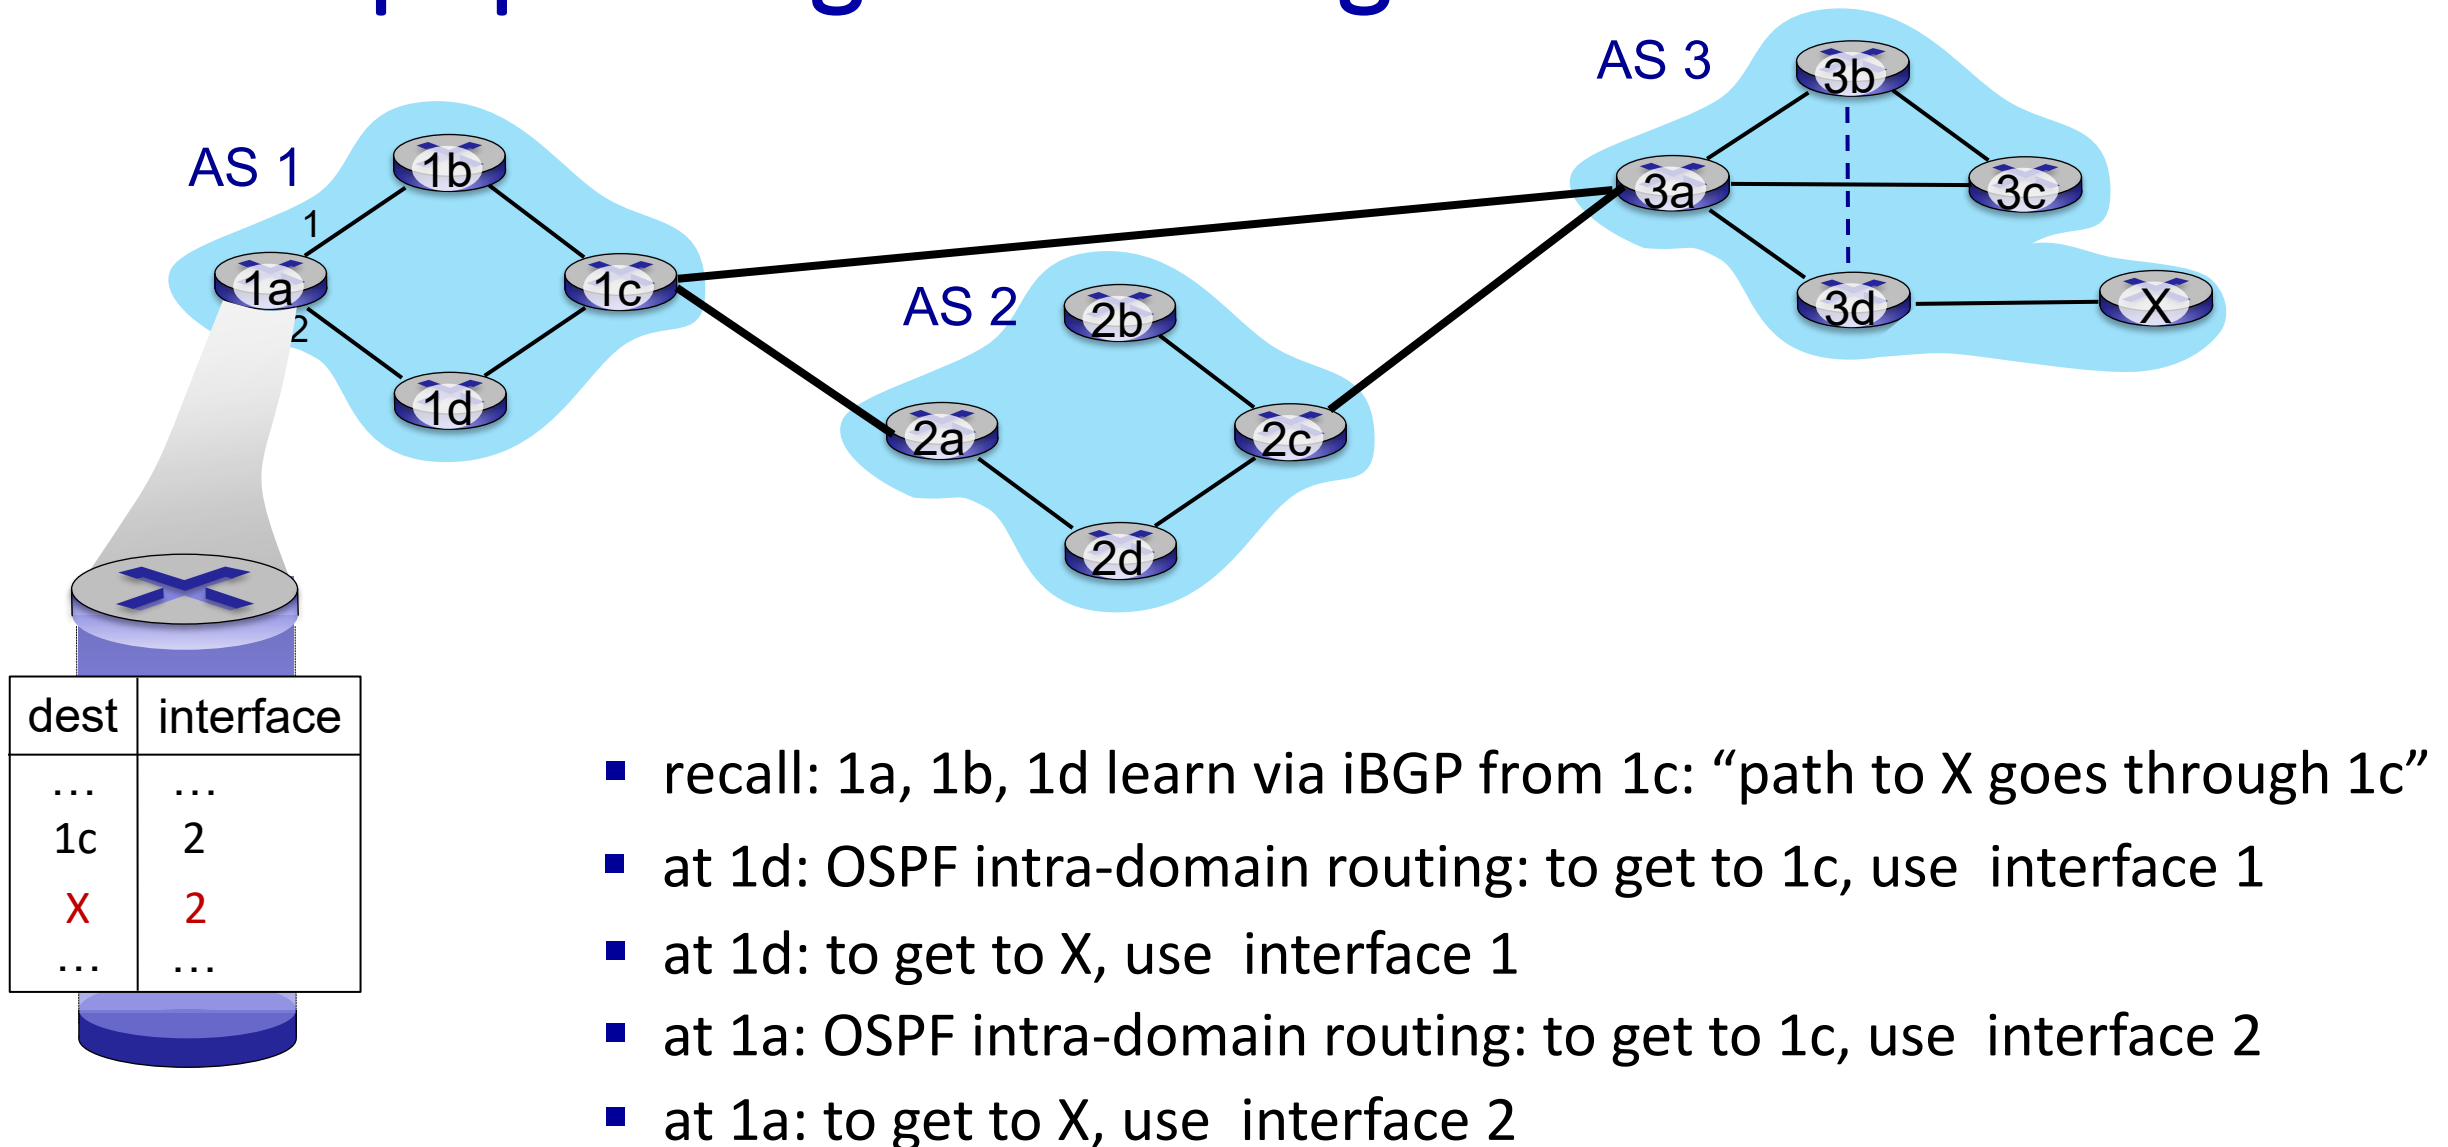 AS 3
3b
AS 1
1b
1
3a
3c
1a
1c
2
AS 2
2b
3d
X
1d
2a
2c
2d
dest interface
... ...
1c 2
X 2
... ...
▪ recall: 1a, 1b, 1d learn via iBGP from 1c: “path to X goes through 1c”
▪ at 1d: OSPF intra-domain routing: to get to 1c, use interface 1
▪ at 1d: to get to X, use interface 1
▪ at 1a: OSPF intra-domain routing: to get to 1c, use interface 2
▪ at 1a: to get to X, use interface 2